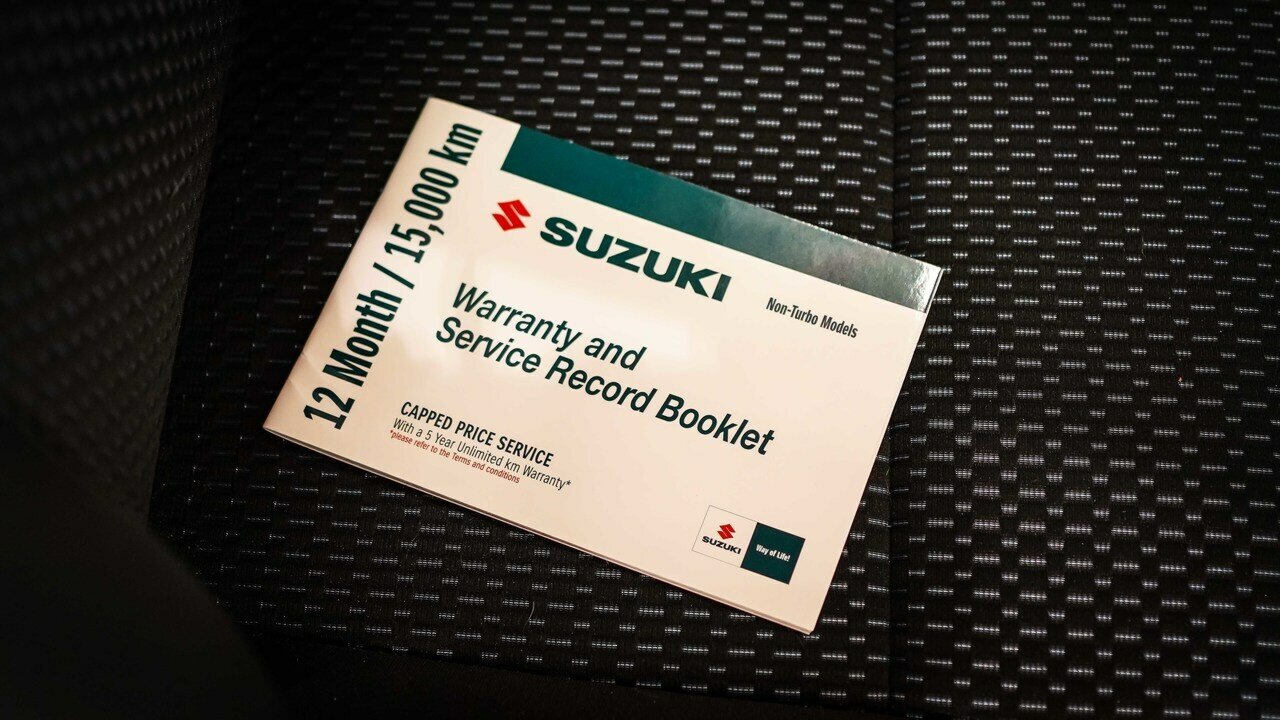 12 Month / 15,000 km
SUZUKI
Non-Turbo Models
Warranty and
Service Record Booklet
CAPPED PRICE SERVICE
With a 5 Year Unlimited km Warranty*
*please refer to the Terms and conditions
SUZUKI
Way of Life!